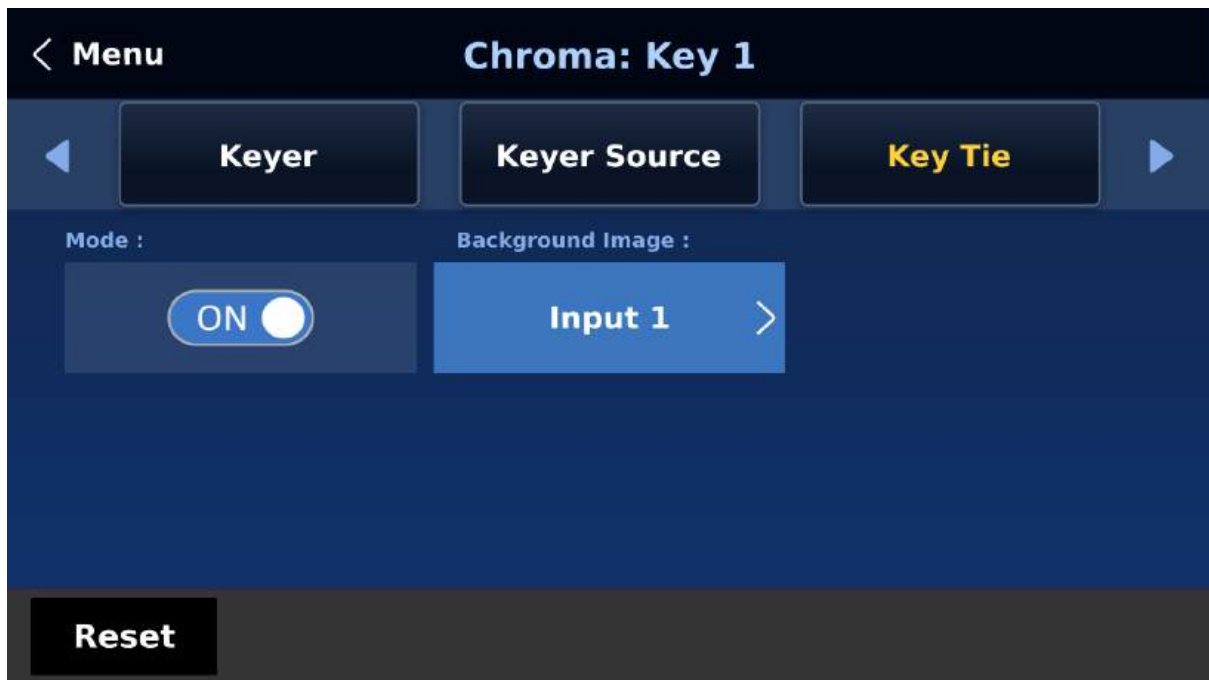 Menu
Chroma: Key 1
Keyer
Keyer Source
Key Tie
Mode :
Background Image :
ON
Input 1
Reset